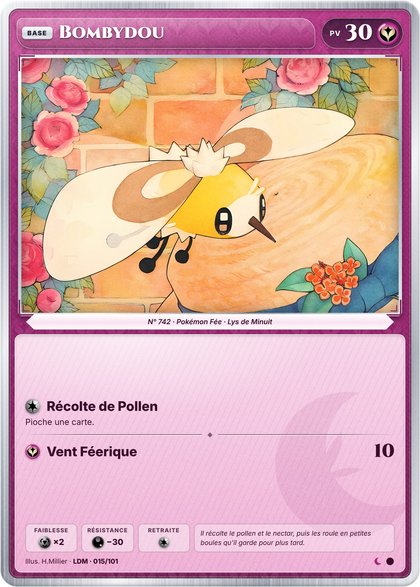 BASE BOMBYDOU PV 30
N° 742 · Pokémon Fée · Lys de Minuit
Récolte de Pollen
Pioche une carte.
Vent Féerique 10
FAIBLESSE RÉSISTANCE RETRAITE
×2 −30
Il récolte le pollen et le nectar, puis les roule en petites
boules qu'il garde pour plus tard.
Illus. H.Millier · LDM · 015/101